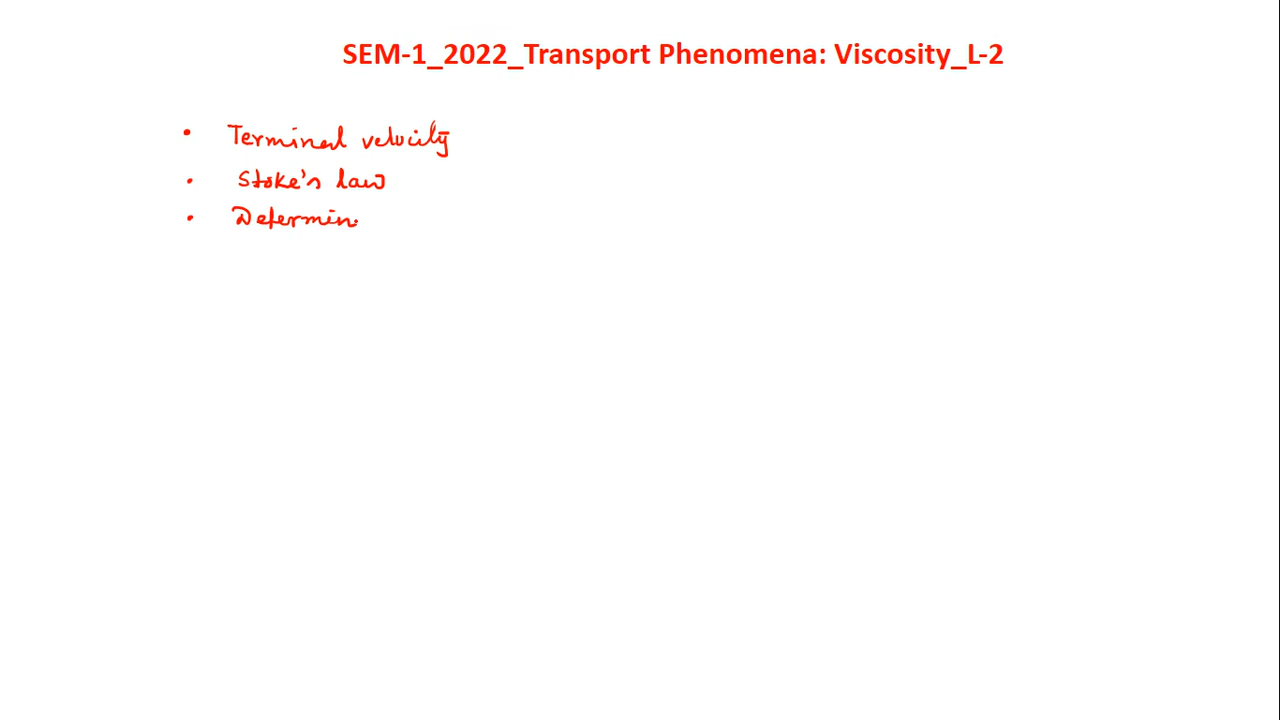 SEM-1_2022_Transport Phenomena: Viscosity_L-2
• Terminal velocity
• Stoke's law
• Determin